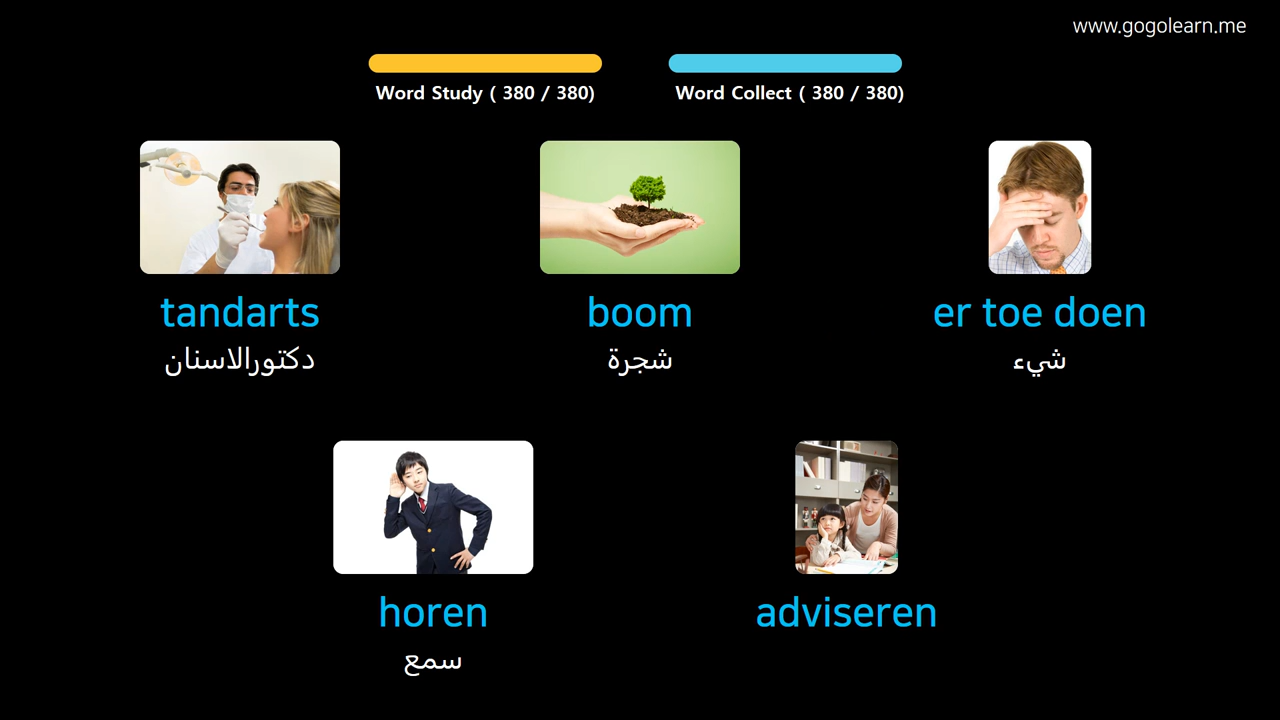 www.gogolearn.me
Word Study ( 380 / 380)
Word Collect ( 380 / 380)
tandarts
دكتورالاسنان
boom
شجرة
er toe doen
شيء
horen
سمع
adviseren